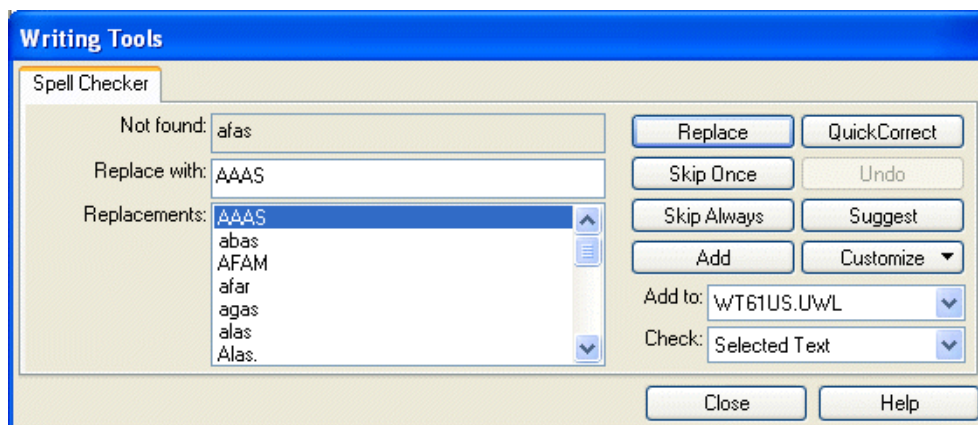 Writing Tools
Spell Checker
Not found: afas
Replace with: AAAS
Replacements: AAAS
abas
AFAM
afar
agas
alas
Alas.
Replace QuickCorrect
Skip Once Undo
Skip Always Suggest
Add Customize
Add to: WT61US.UWL
Check: Selected Text
Close Help